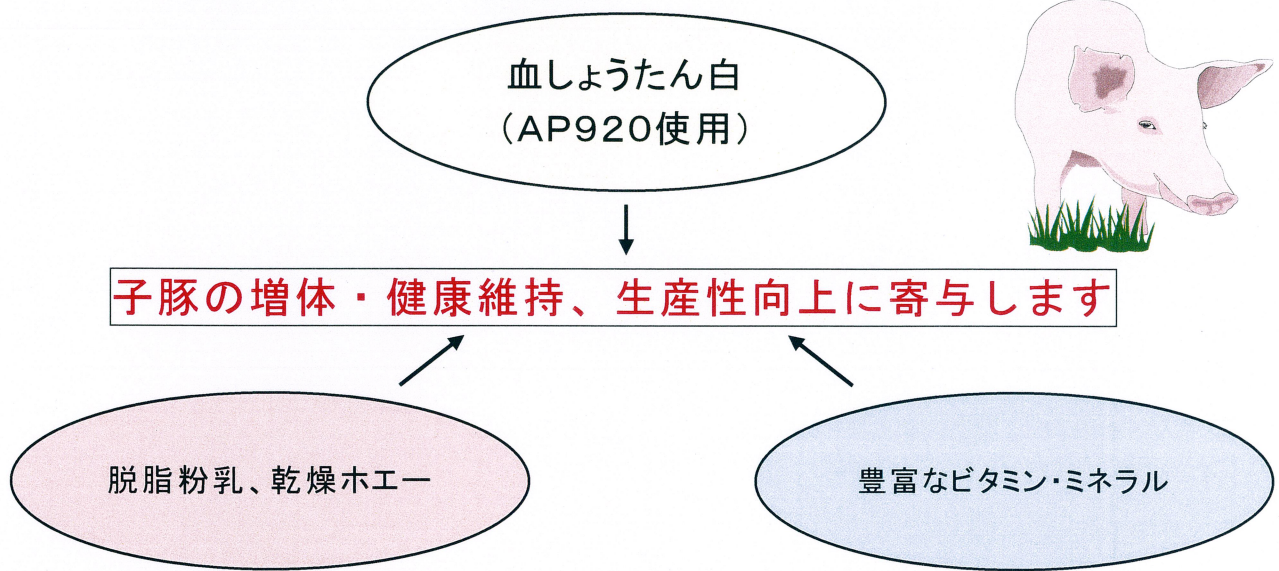 血しょうたん白
（AP920使用）
子豚の増体・健康維持、生産性向上に寄与します
脱脂粉乳、乾燥ホエー
豊富なビタミン・ミネラル